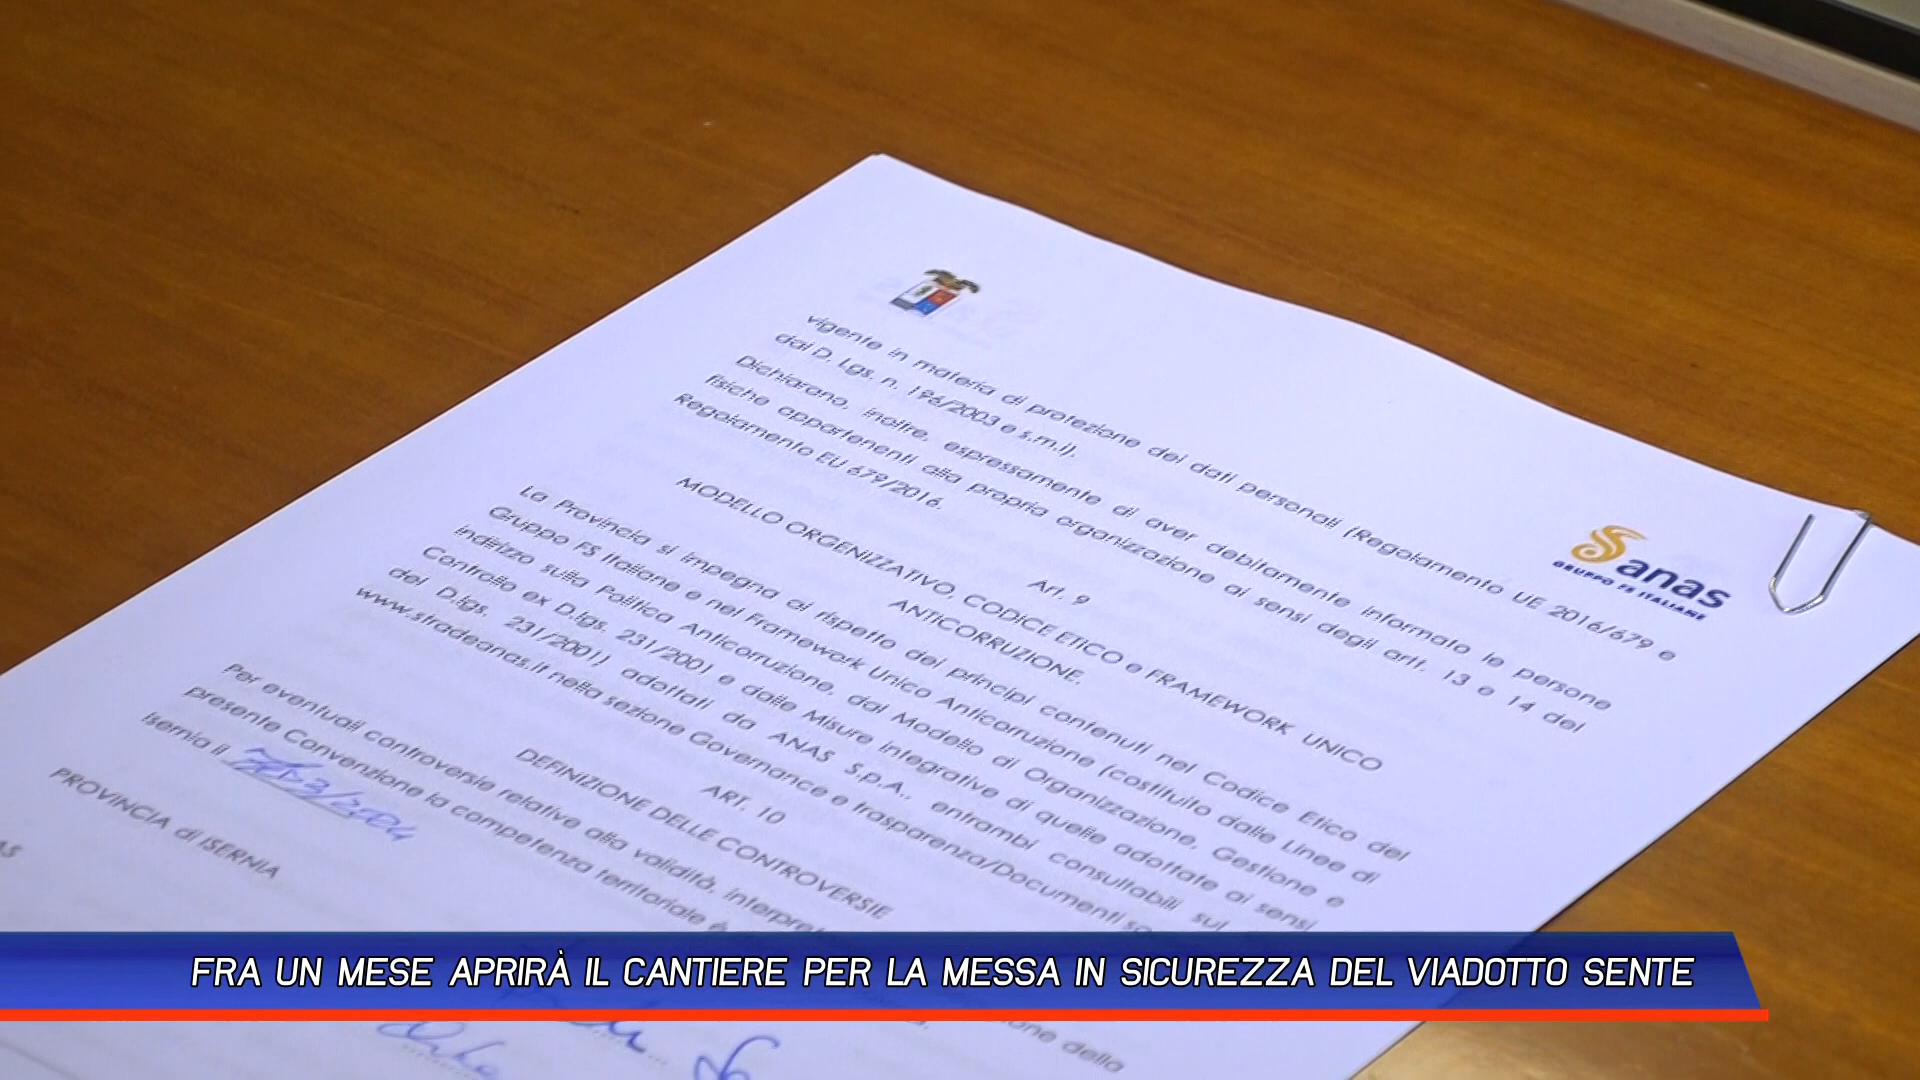 anas
GRUPPO FS ITALIANE
vigente in materia di protezione dei dati personali (Regolamento UE 2016/679 e
dal D. Lgs. n. 196/2003 e s.m.i).
Dichiarano, inoltre, espressamente di aver debitamente informato le persone
fisiche appartenenti alla propria organizzazione ai sensi degli artt. 13 e 14 del
Regolamento EU 679/2016.
Art. 9
MODELLO ORGENIZZATIVO, CODICE ETICO e FRAMEWORK UNICO
ANTICORRUZIONE.
La Provincia si impegna al rispetto dei principi contenuti nel Codice Etico del
Gruppo FS Italiane e nel Framework Unico Anticorruzione (costituito dalle Linee di
indirizzo sulla Politica Anticorruzione, dal Modello di Organizzazione, Gestione e
Controllo ex D.lgs. 231/2001 e dalle Misure integrative di quelle adottate ai sensi
del D.lgs. 231/2001) adottati da ANAS S.p.A., entrambi consultabili sul
www.stradeanas.it nella sezione Governance e trasparenza/Documenti
ART. 10
DEFINIZIONE DELLE CONTROVERSIE
Per eventuali controversie relative alla validità,
presente Convenzione la competenza territoriale è
della
Isernia il
PROVINCIA di ISERNIA
FRA UN MESE APRIRÀ IL CANTIERE PER LA MESSA IN SICUREZZA DEL VIADOTTO SENTE